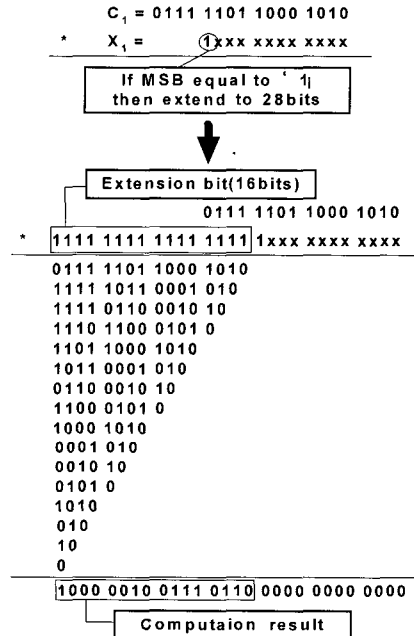 C1 = 0111 1101 1000 1010
* X1 = 1xxx xxxx xxxx
If MSB equal to ‘ 1¡
then extend to 28bits
Extension bit(16bits)
0111 1101 1000 1010
* 1111 1111 1111 1111 1xxx xxxx xxxx
0111 1101 1000 1010
1111 1011 0001 010
1111 0110 0010 10
1110 1100 0101 0
1101 1000 1010
1011 0001 010
0110 0010 10
1100 0101 0
1000 1010
0001 010
0010 10
0101 0
1010
010
10
0
1000 0010 0111 0110 0000 0000 0000
Computaion result